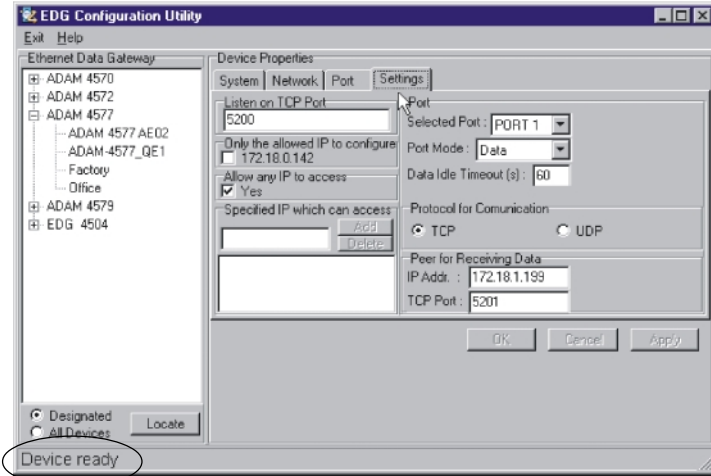 EDG Configuration Utility
Exit Help
Ethernet Data Gateway
ADAM 4570
ADAM 4572
ADAM 4577
ADAM 4577 AE02
ADAM-4577_QE1
Factory
Office
ADAM 4579
EDG 4504
Designated
All Devices
Locate
Device Properties
System Network Port Settings
Listen on TCP Port
5200
Only the allowed IP to configure
172.18.0.142
Allow any IP to access
Yes
Specified IP which can access
Add
Delete
Port
Selected Port : PORT 1
Port Mode : Data
Data Idle Timeout (s) : 60
Protocol for Comunication
TCP UDP
Peer for Receiving Data
IP Addr. : 172.18.1.199
TCP Port : 5201
OK Cancel Apply
Device ready